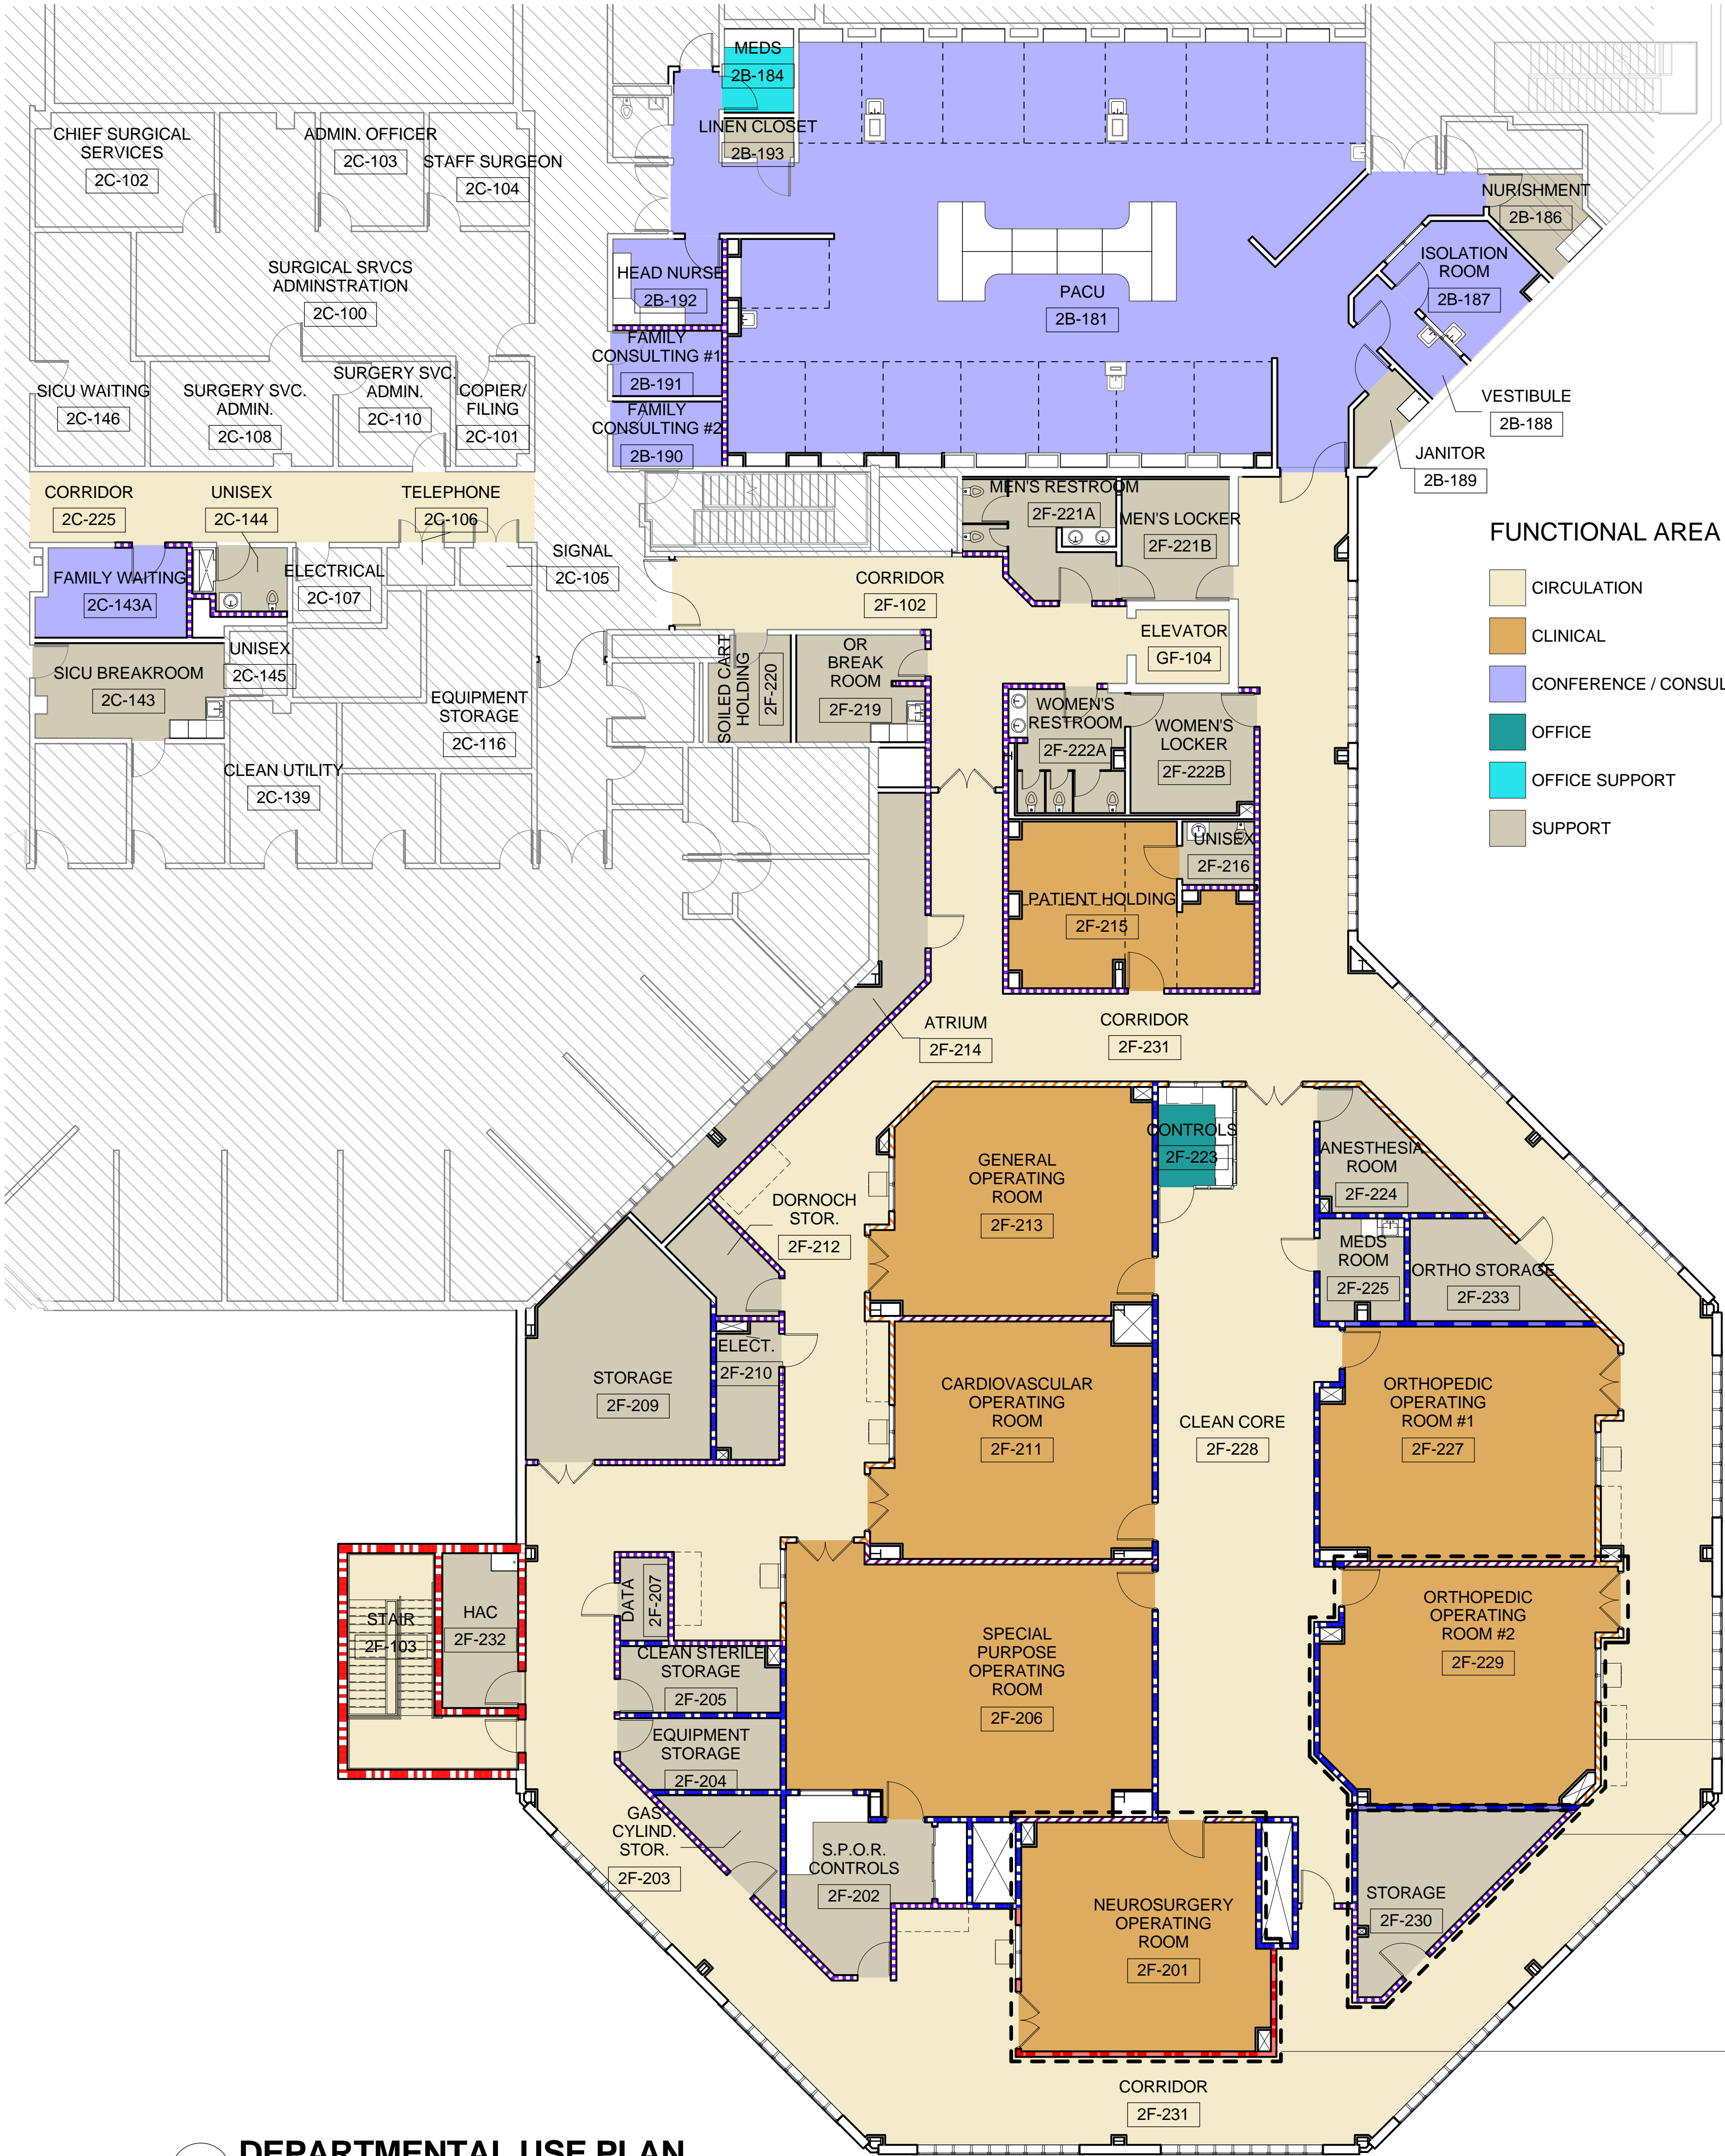 MEDS
2B-184
LINEN CLOSET
2B-193
CHIEF SURGICAL
SERVICES
2C-102
ADMIN. OFFICER
2C-103
STAFF SURGEON
2C-104
NURISHMENT
2B-186
ISOLATION
ROOM
2B-187
SURGICAL SRVCS
ADMINSTRATION
2C-100
HEAD NURSE
2B-192
PACU
2B-181
FAMILY
CONSULTING #1
2B-191
FAMILY
CONSULTING #2
2B-190
SICU WAITING
2C-146
SURGERY SVC.
ADMIN.
2C-108
SURGERY SVC.
ADMIN.
2C-110
COPIER/
FILING
2C-101
VESTIBULE
2B-188
JANITOR
2B-189
CORRIDOR
2C-225
UNISEX
2C-144
TELEPHONE
2C-106
MEN'S RESTROOM
2F-221A
MEN'S LOCKER
2F-221B
SIGNAL
2C-105
FAMILY WAITING
2C-143A
ELECTRICAL
2C-107
CORRIDOR
2F-102
FUNCTIONAL AREA
CIRCULATION
CLINICAL
CONFERENCE / CONSUL
OFFICE
OFFICE SUPPORT
SUPPORT
SICU BREAKROOM
2C-143
UNISEX
2C-145
EQUIPMENT
STORAGE
2C-116
CLEAN UTILITY
2C-139
SOILED CART
HOLDING
2F-220
OR
BREAK
ROOM
2F-219
ELEVATOR
GF-104
WOMEN'S
RESTROOM
2F-222A
WOMEN'S
LOCKER
2F-222B
UNISEX
2F-216
PATIENT HOLDING
2F-215
ATRIUM
2F-214
CORRIDOR
2F-231
CONTROLS
2F-223
GENERAL
OPERATING
ROOM
2F-213
ANESTHESIA
ROOM
2F-224
DORNOCH
STOR.
2F-212
MEDS
ROOM
2F-225
ORTHO STORAGE
2F-233
ELECT.
2F-210
STORAGE
2F-209
CARDIOVASCULAR
OPERATING
ROOM
2F-211
CLEAN CORE
2F-228
ORTHOPEDIC
OPERATING
ROOM #1
2F-227
DATA
2F-207
STAIR
2F-103
HAC
2F-232
CLEAN STERILE
STORAGE
2F-205
SPECIAL
PURPOSE
OPERATING
ROOM
2F-206
ORTHOPEDIC
OPERATING
ROOM #2
2F-229
EQUIPMENT
STORAGE
2F-204
GAS
CYLIND.
STOR.
2F-203
S.P.O.R.
CONTROLS
2F-202
NEUROSURGERY
OPERATING
ROOM
2F-201
STORAGE
2F-230
CORRIDOR
2F-231
DEPARTMENTAL USE PLAN